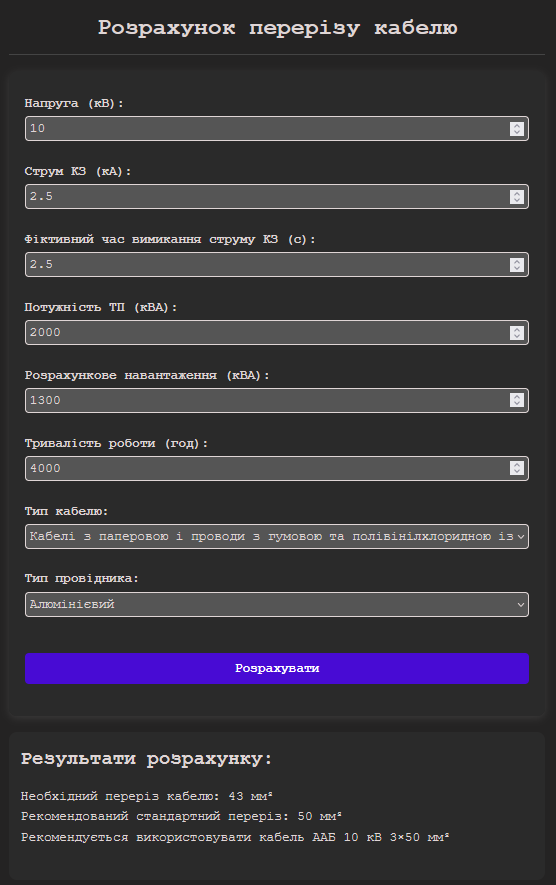 Розрахунок перерізу кабелю
Напруга (кВ):
10
Струм КЗ (кА):
2.5
Фіктивний час вимикання струму КЗ (с):
2.5
Потужність ТП (кВА):
2000
Розрахункове навантаження (кВА):
1300
Тривалість роботи (год):
4000
Тип кабелю:
Кабелі з паперовою і проводи з гумовою та полівінілхлоридною із
Тип провідника:
Алюмінієвий
Розрахувати
Результати розрахунку:
Необхідний переріз кабелю: 43 мм²
Рекомендований стандартний переріз: 50 мм²
Рекомендується використовувати кабель ААБ 10 кВ 3×50 мм²